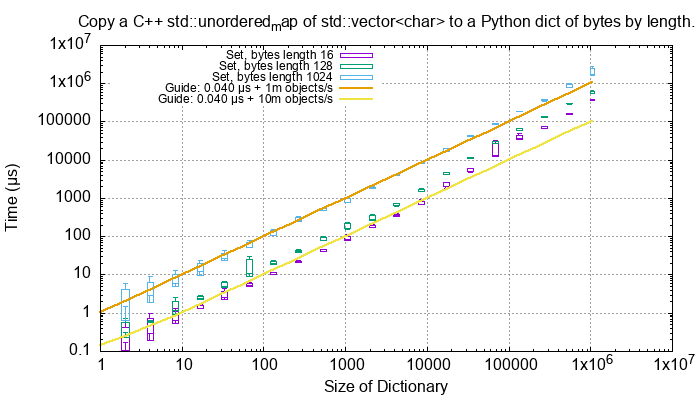 Copy a C++ std::unordered_map of std::vector<char> to a Python dict of bytes by length.
1x10^7
1x10^6
100000
10000
1000
100
10
1
0.1
Time (µs)
Set, bytes length 16
Set, bytes length 128
Set, bytes length 1024
Guide: 0.040 µs + 1m objects/s
Guide: 0.040 µs + 10m objects/s
1 10 100 1000 10000 100000 1x10^6 1x10^7
Size of Dictionary